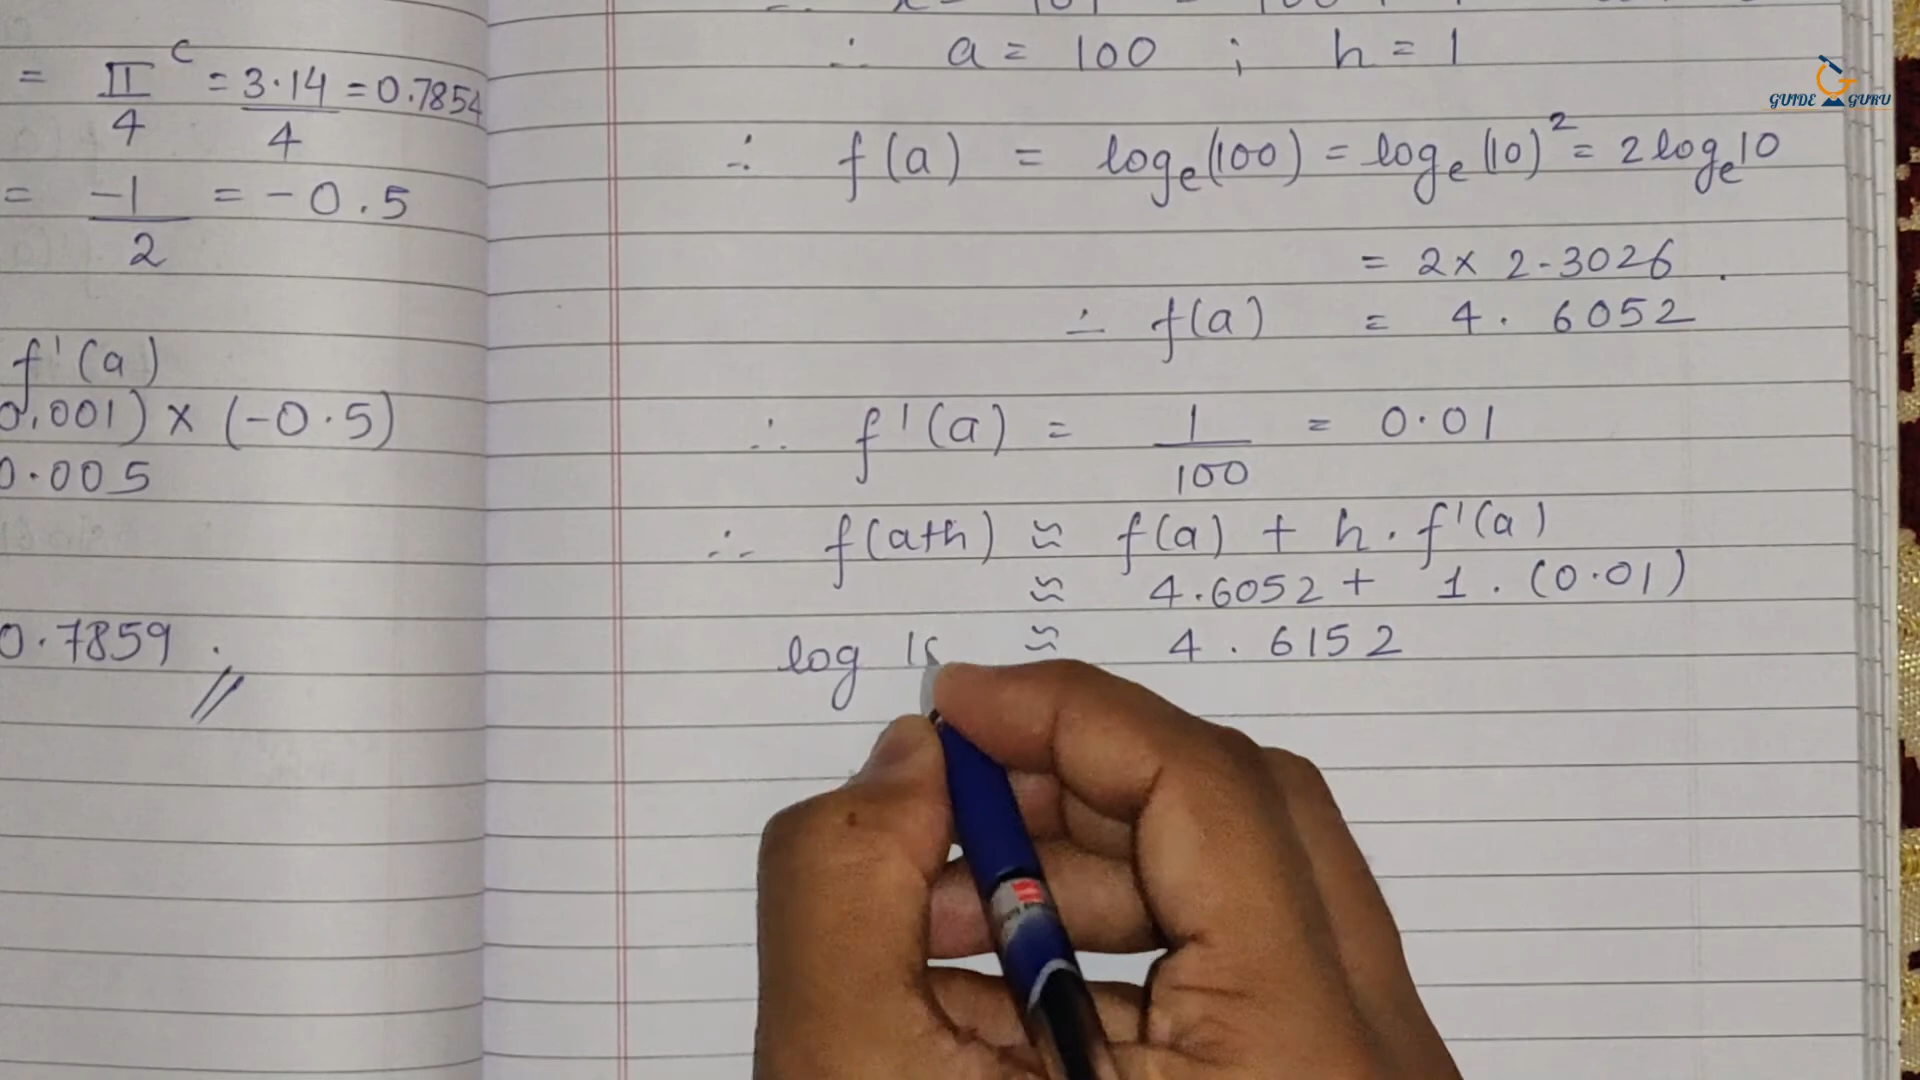 = π/4 ᶜ = 3.14/4 = 0.7854
= -1/2 = -0.5
f'(a)
0.001) × (-0.5)
0.005
0.7859 .
∴ a = 100 ; h = 1
∴ f(a) = logₑ(100) = logₑ(10)² = 2 logₑ10
= 2 × 2.3026
∴ f(a) = 4.6052
∴ f'(a) = 1/100 = 0.01
∴ f(a+h) ≈ f(a) + h . f'(a)
≈ 4.6052 + 1 . (0.01)
log ≈ 4.6152
GUIDE GURU